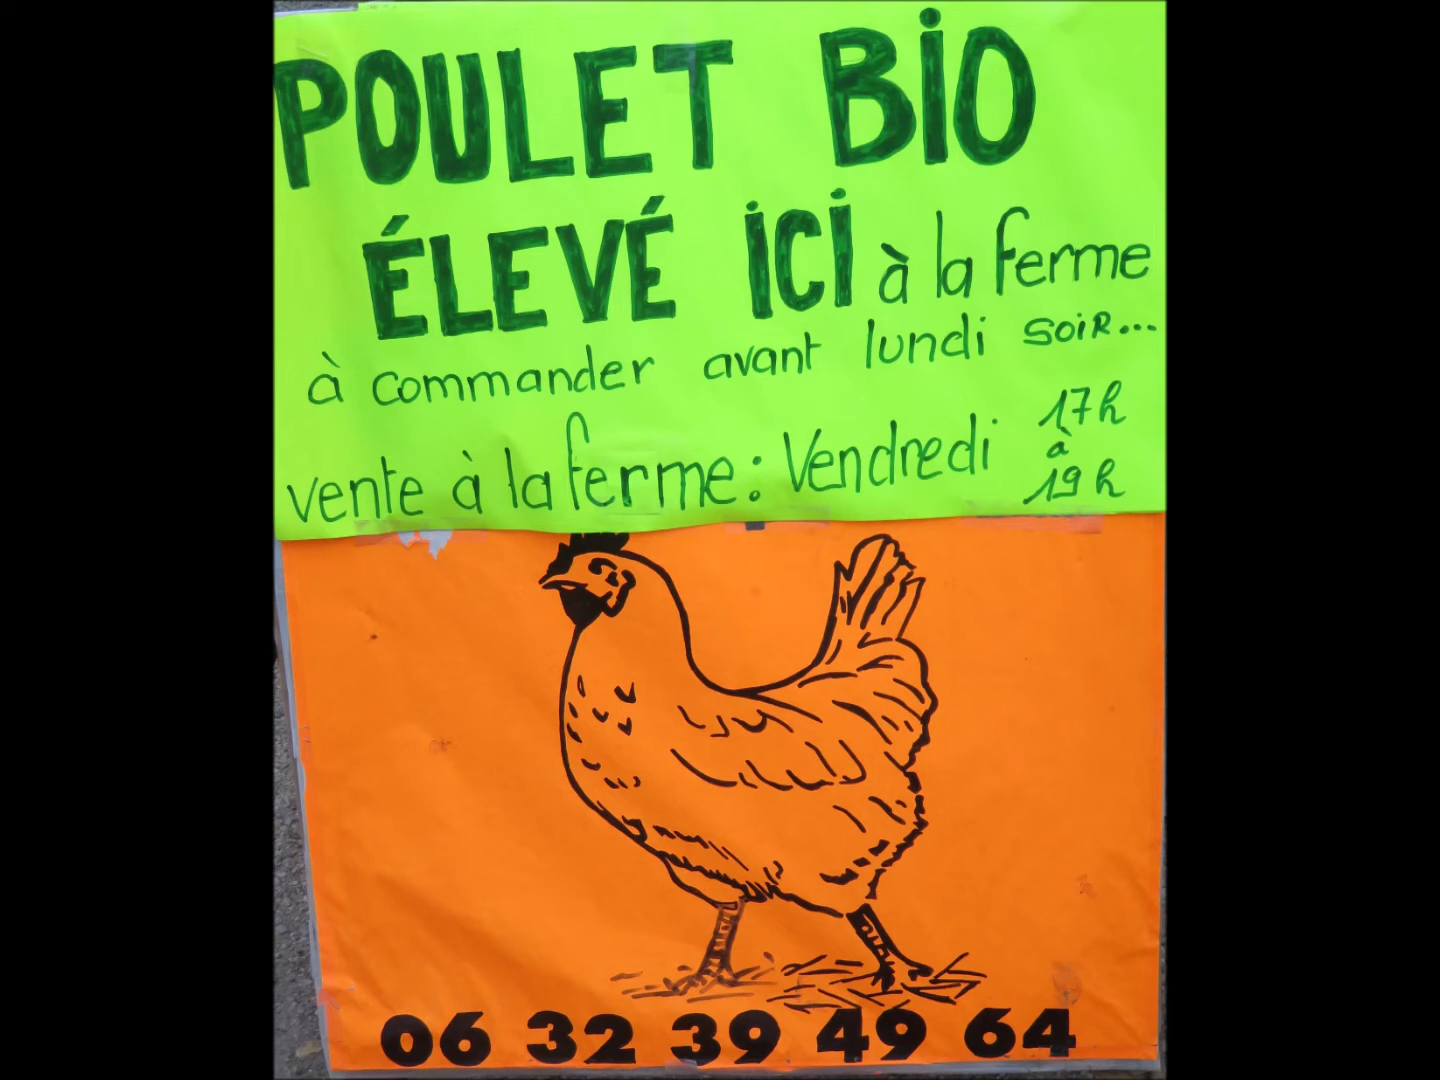 POULET BIO
ÉLEVÉ ICI à la ferme
à commander avant lundi soir...
vente à la ferme : Vendredi 17h
à
19h
06 32 39 49 64